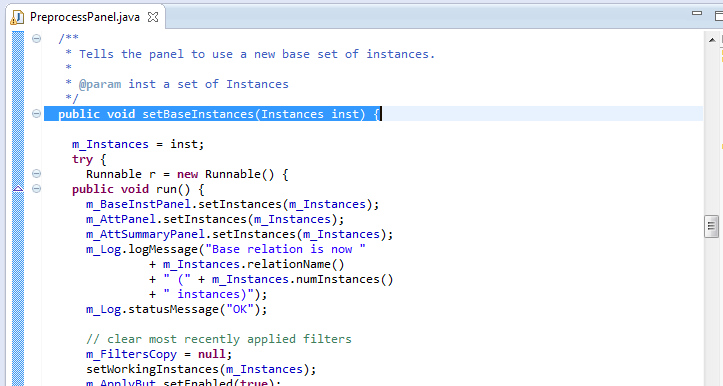 PreprocessPanel.java
/**
 * Tells the panel to use a new base set of instances.
 *
 * @param inst a set of Instances
 */
public void setBaseInstances(Instances inst) {
m_Instances = inst;
try {
Runnable r = new Runnable() {
public void run() {
m_BaseInstPanel.setInstances(m_Instances);
m_AttPanel.setInstances(m_Instances);
m_AttSummaryPanel.setInstances(m_Instances);
m_Log.logMessage("Base relation is now "
+ m_Instances.relationName()
+ " (" + m_Instances.numInstances()
+ " instances)");
m_Log.statusMessage("OK");
// clear most recently applied filters
m_FiltersCopy = null;
setWorkingInstances(m_Instances);
m_ApplyBut.setEnabled(true);